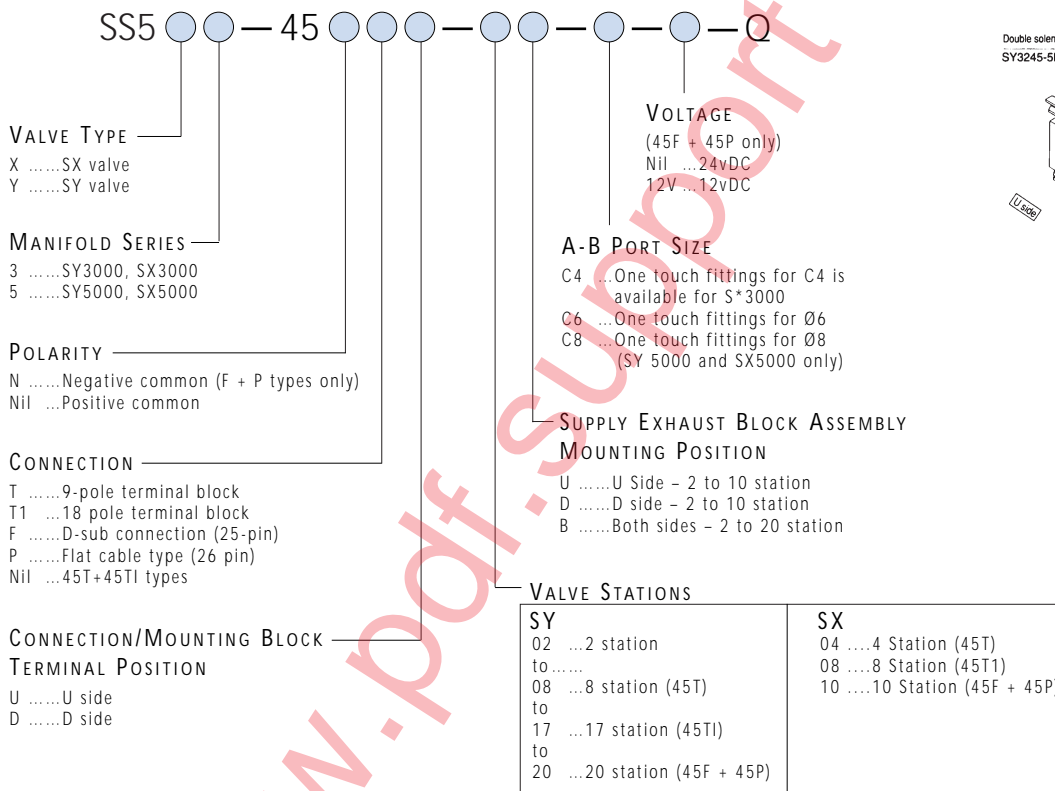 SS5 — 45 — — — — Q
Double solen
SY3245-5
U side
VALVE TYPE
X ......SX valve
Y ......SY valve
MANIFOLD SERIES
3 ......SY3000, SX3000
5 ......SY5000, SX5000
POLARITY
N ......Negative common (F + P types only)
Nil ...Positive common
CONNECTION
T ......9-pole terminal block
T1 ...18 pole terminal block
F ......D-sub connection (25-pin)
P ......Flat cable type (26 pin)
Nil ...45T+45TI types
CONNECTION/MOUNTING BLOCK
TERMINAL POSITION
U ......U side
D ......D side
VOLTAGE
(45F + 45P only)
Nil ...24vDC
12V ...12vDC
A-B PORT SIZE
C4 ...One touch fittings for C4 is
available for S*3000
C6 ...One touch fittings for Ø6
C8 ...One touch fittings for Ø8
(SY 5000 and SX5000 only)
SUPPLY EXHAUST BLOCK ASSEMBLY
MOUNTING POSITION
U ......U Side – 2 to 10 station
D ......D side – 2 to 10 station
B ......Both sides – 2 to 20 station
VALVE STATIONS
SY
02 ...2 station
to ......
08 ...8 station (45T)
to
17 ...17 station (45TI)
to
20 ...20 station (45F + 45P)
SX
04 ....4 Station (45T)
08 ....8 Station (45T1)
10 ....10 Station (45F + 45P)
w.pdf.support